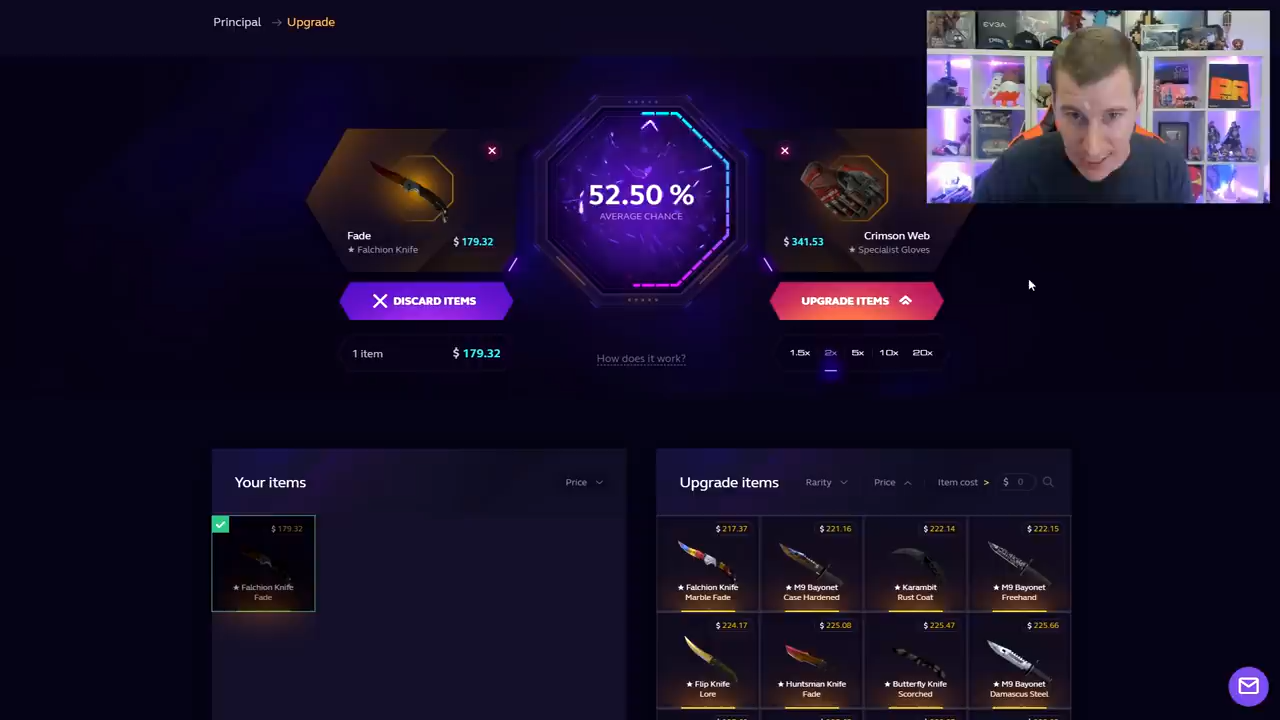 Principal → Upgrade
EVGA
52.50 %
AVERAGE CHANCE
Fade
★ Falchion Knife
$ 179.32
$ 341.53
Crimson Web
★ Specialist Gloves
DISCARD ITEMS
UPGRADE ITEMS
1 item
$ 179.32
How does it work?
1.5x 2x 5x 10x 20x
Your items
Price
Upgrade items
Rarity
Price
Item cost >
$ 0
$ 179.32
★ Falchion Knife
Fade
$ 217.37
★ Falchion Knife
Marble Fade
$ 221.16
★ M9 Bayonet
Case Hardened
$ 222.14
★ Karambit
Rust Coat
$ 222.15
★ M9 Bayonet
Freehand
$ 224.17
★ Flip Knife
Lore
$ 225.08
★ Huntsman Knife
Fade
$ 225.47
★ Butterfly Knife
Scorched
$ 225.66
★ M9 Bayonet
Damascus Steel